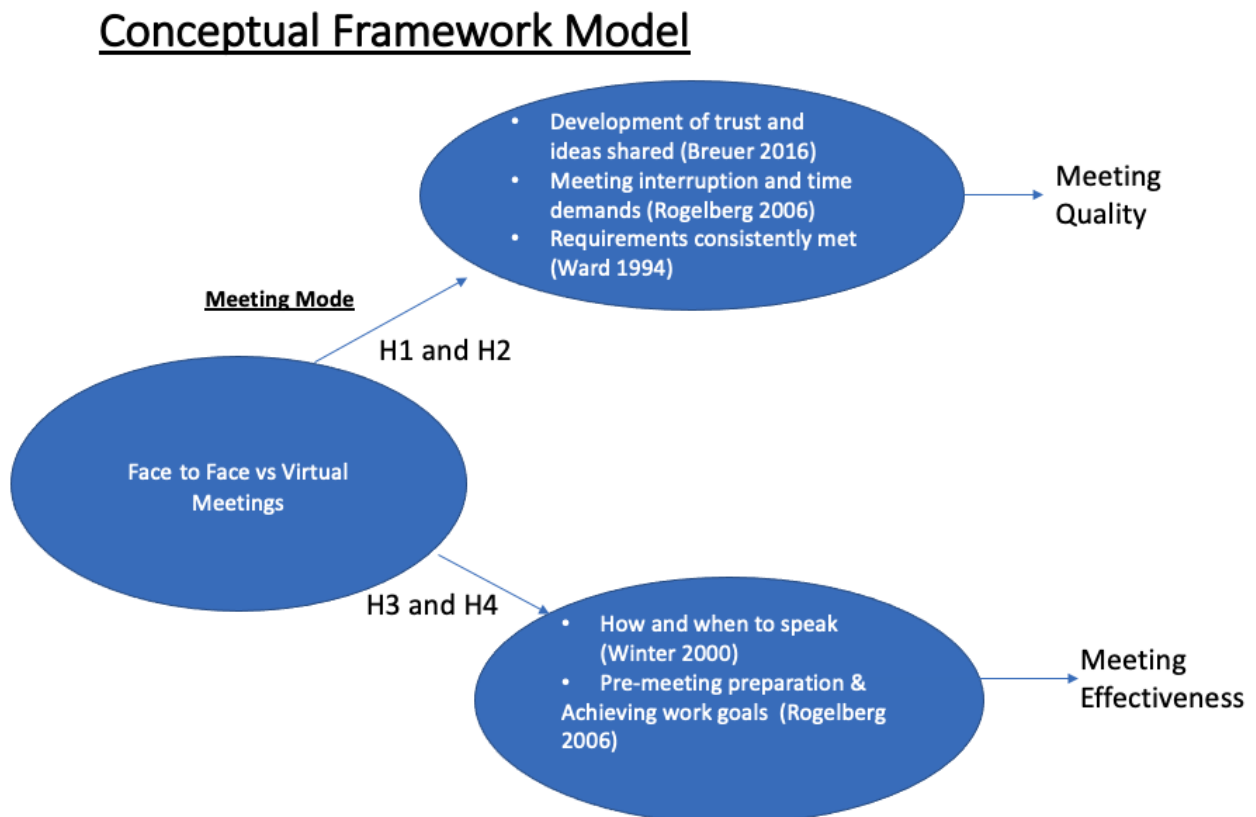 Conceptual Framework Model
• Development of trust and
ideas shared (Breuer 2016)
• Meeting interruption and time
demands (Rogelberg 2006)
• Requirements consistently met
(Ward 1994)
Meeting
Quality
Meeting Mode
H1 and H2
Face to Face vs Virtual
Meetings
H3 and H4
• How and when to speak
(Winter 2000)
• Pre-meeting preparation &
Achieving work goals (Rogelberg
2006)
Meeting
Effectiveness